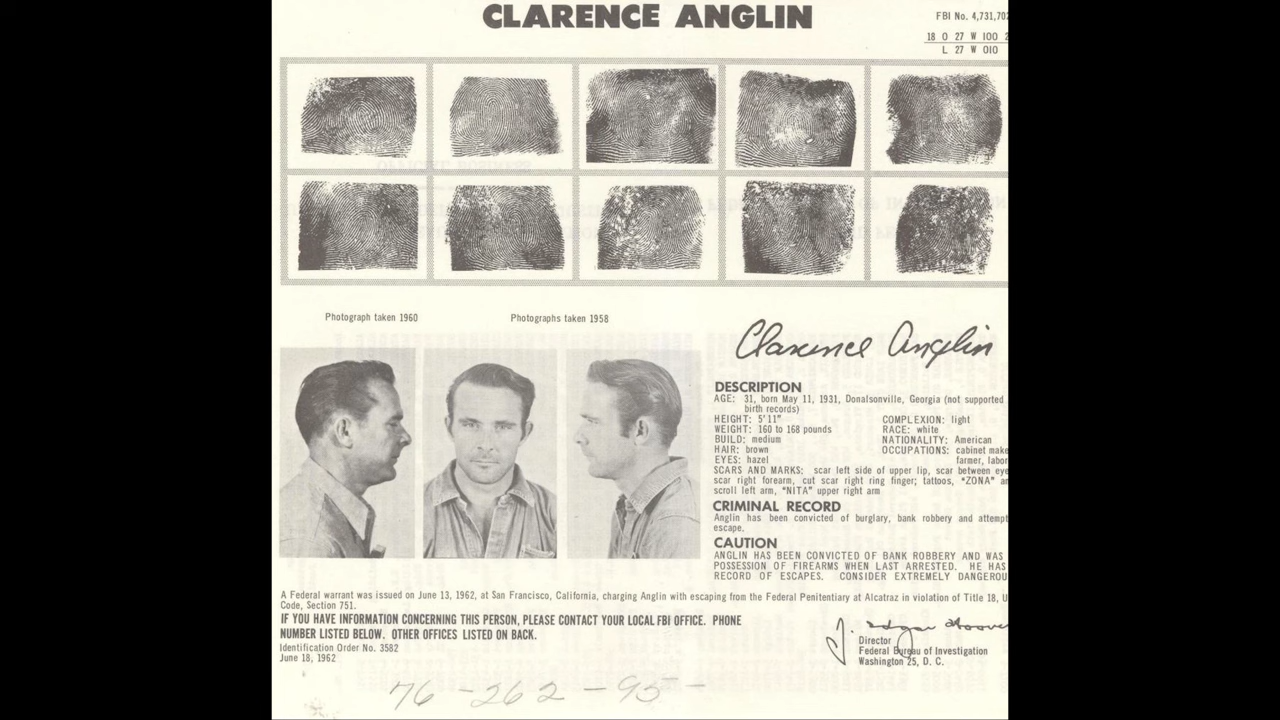 CLARENCE ANGLIN
FBI No. 4,731,702
18 O 27 W 100 2
L 27 W 010
Photograph taken 1960
Photographs taken 1958
Clarence Anglin
DESCRIPTION
AGE: 31, born May 11, 1931, Donalsonville, Georgia (not supported
birth records)
HEIGHT: 5'11"
COMPLEXION: light
WEIGHT: 160 to 168 pounds
RACE: white
BUILD: medium
NATIONALITY: American
HAIR: brown
OCCUPATIONS: cabinet make
EYES: hazel
farmer, labor
SCARS AND MARKS: scar left side of upper lip, scar between eye
scar right forearm, cut scar right ring finger; tattoos, "ZONA" an
scroll left arm, "NITA" upper right arm
CRIMINAL RECORD
Anglin has been convicted of burglary, bank robbery and attempt
escape.
CAUTION
ANGLIN HAS BEEN CONVICTED OF BANK ROBBERY AND WAS
POSSESSION OF FIREARMS WHEN LAST ARRESTED. HE HAS
RECORD OF ESCAPES. CONSIDER EXTREMELY DANGEROU
A Federal warrant was issued on June 13, 1962, at San Francisco, California, charging Anglin with escaping from the Federal Penitentiary at Alcatraz in violation of Title 18, U
Code, Section 751.
IF YOU HAVE INFORMATION CONCERNING THIS PERSON, PLEASE CONTACT YOUR LOCAL FBI OFFICE. PHONE
NUMBER LISTED BELOW. OTHER OFFICES LISTED ON BACK.
Identification Order No. 3582
June 18, 1962
J. Edgar Hoover
Director
Federal Bureau of Investigation
Washington 25, D. C.
76 - 262 - 95 -